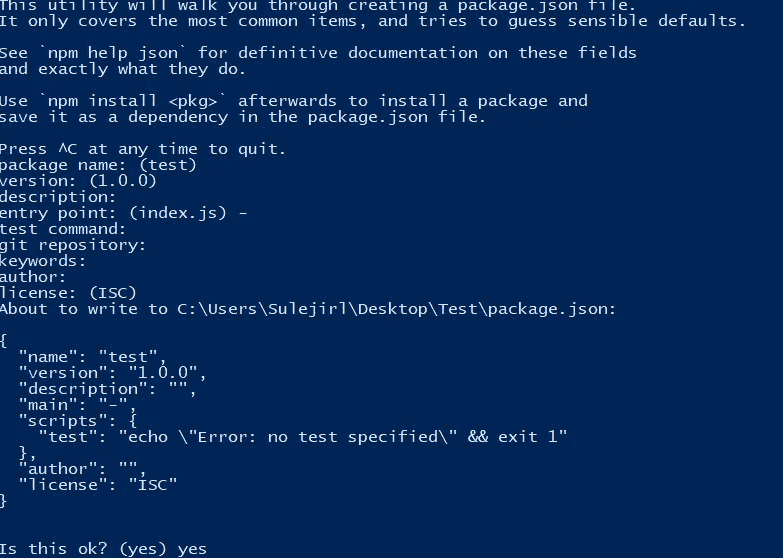 This utility will walk you through creating a package.json file.
It only covers the most common items, and tries to guess sensible defaults.
See `npm help json` for definitive documentation on these fields
and exactly what they do.
Use `npm install <pkg>` afterwards to install a package and
save it as a dependency in the package.json file.
Press ^C at any time to quit.
package name: (test)
version: (1.0.0)
description:
entry point: (index.js) -
test command:
git repository:
keywords:
author:
license: (ISC)
About to write to C:\Users\Sulejirl\Desktop\Test\package.json:
{
  "name": "test",
  "version": "1.0.0",
  "description": "",
  "main": "-",
  "scripts": {
    "test": "echo \"Error: no test specified\" && exit 1"
  },
  "author": "",
  "license": "ISC"
}
Is this ok? (yes) yes